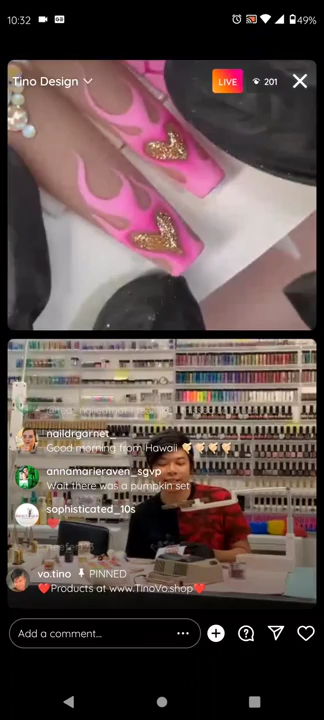 10:32
49%
Tino Design
LIVE
201
naildrgarnet
Good morning from Hawaii
annamarieraven_sgvp
Wait there was a pumpkin set
sophisticated_10s
vo.tino PINNED
Products at www.TinoVo.shop
Add a comment...